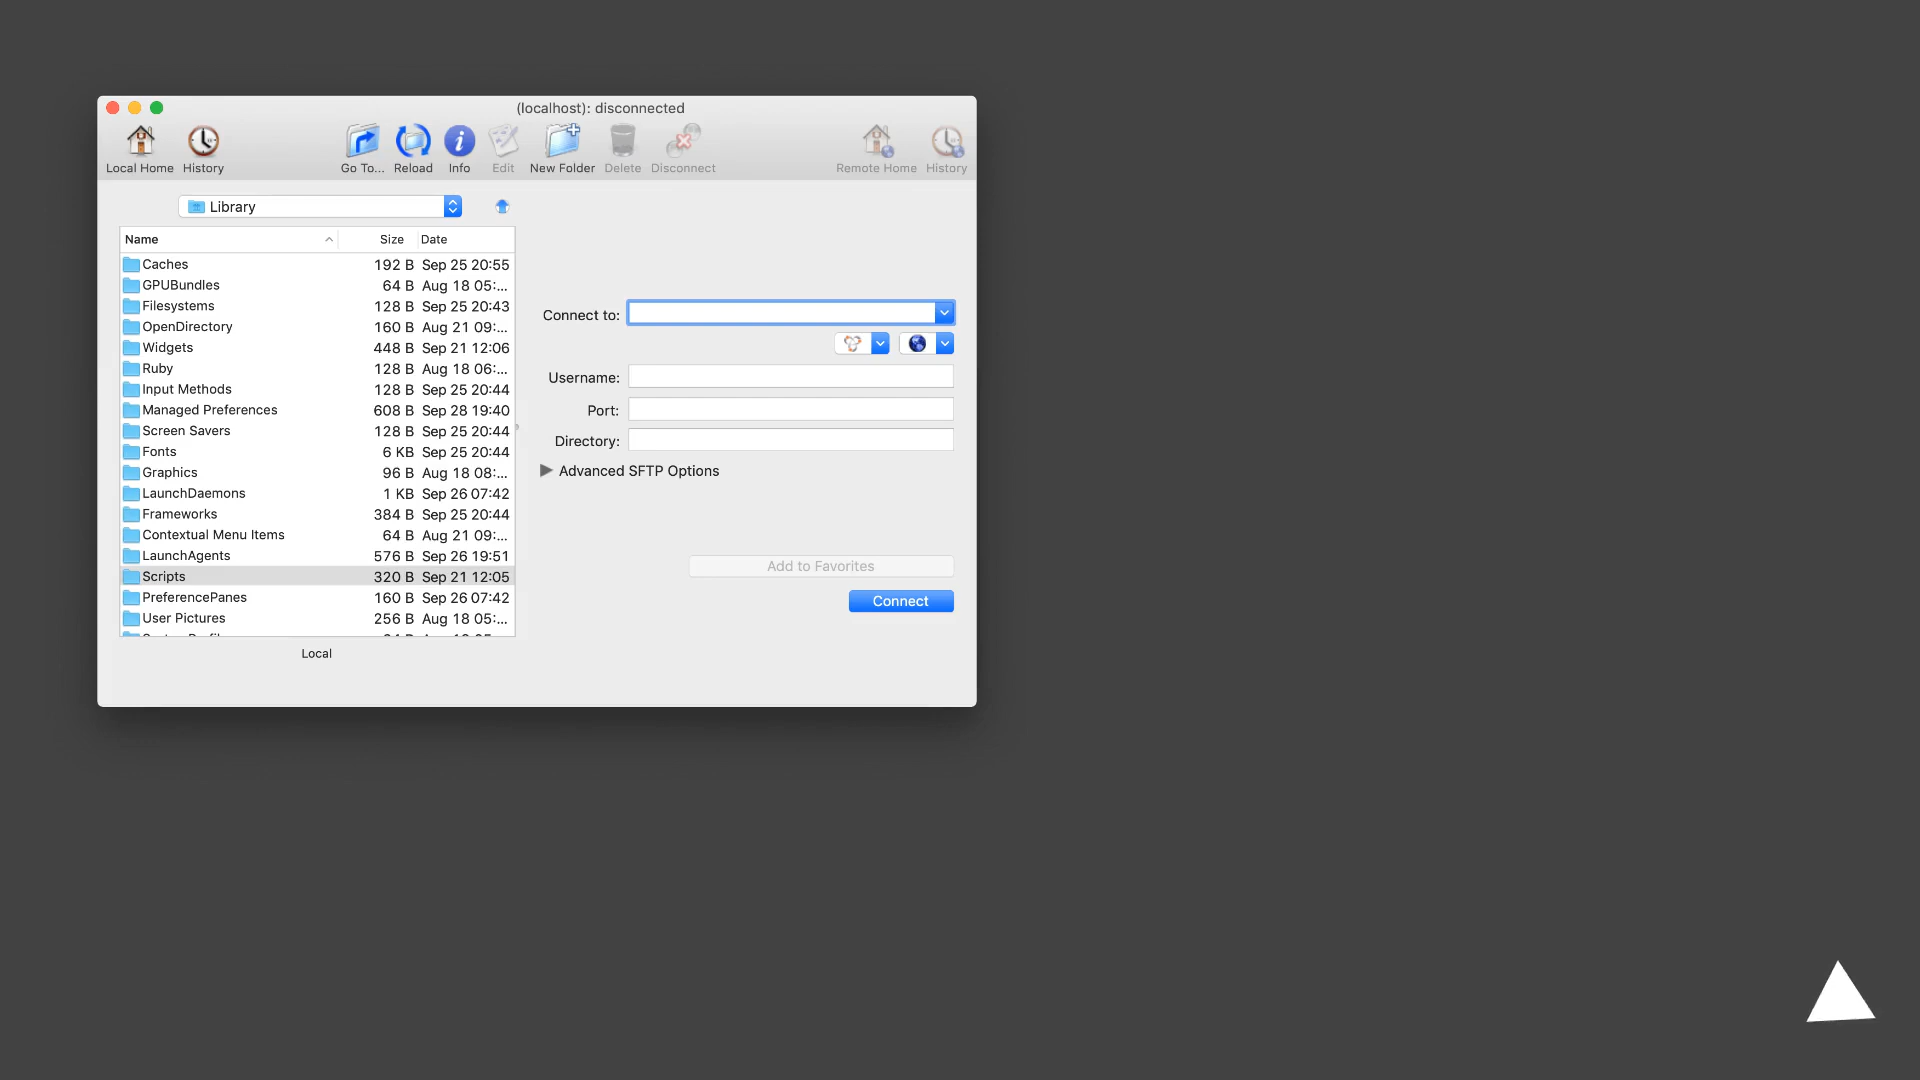 (localhost): disconnected
Local Home History Go To... Reload Info Edit New Folder Delete Disconnect Remote Home History
Library
Name Size Date
Caches 192 B Sep 25 20:55
GPUBundles 64 B Aug 18 05:...
Filesystems 128 B Sep 25 20:43
OpenDirectory 160 B Aug 21 09:...
Widgets 448 B Sep 21 12:06
Ruby 128 B Aug 18 06:...
Input Methods 128 B Sep 25 20:44
Managed Preferences 608 B Sep 28 19:40
Screen Savers 128 B Sep 25 20:44
Fonts 6 KB Sep 25 20:44
Graphics 96 B Aug 18 08:...
LaunchDaemons 1 KB Sep 26 07:42
Frameworks 384 B Sep 25 20:44
Contextual Menu Items 64 B Aug 21 09:...
LaunchAgents 576 B Sep 26 19:51
Scripts 320 B Sep 21 12:05
PreferencePanes 160 B Sep 26 07:42
User Pictures 256 B Aug 18 05:...
Local
Connect to:
Username:
Port:
Directory:
Advanced SFTP Options
Add to Favorites
Connect